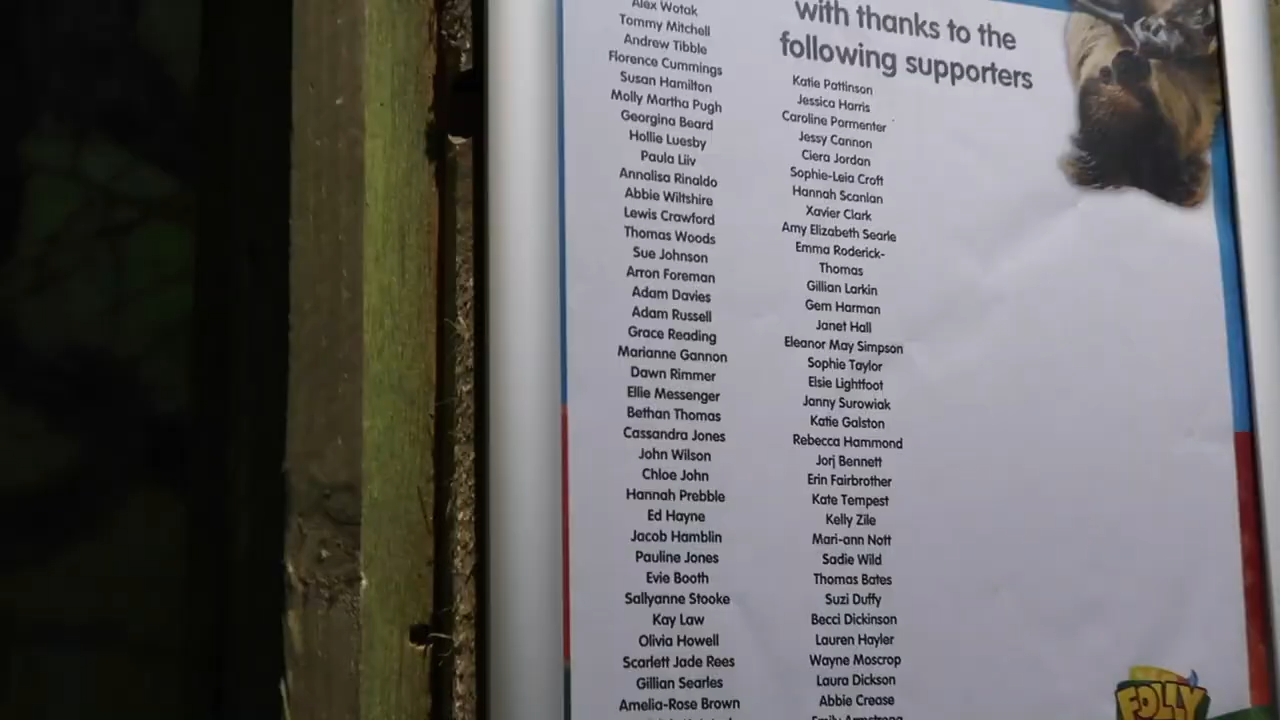 with thanks to the
following supporters
Alex Wotak
Tommy Mitchell
Andrew Tibble
Florence Cummings
Susan Hamilton
Molly Martha Pugh
Georgina Beard
Hollie Luesby
Paula Liiv
Annalisa Rinaldo
Abbie Wiltshire
Lewis Crawford
Thomas Woods
Sue Johnson
Arron Foreman
Adam Davies
Adam Russell
Grace Reading
Marianne Gannon
Dawn Rimmer
Ellie Messenger
Bethan Thomas
Cassandra Jones
John Wilson
Chloe John
Hannah Prebble
Ed Hayne
Jacob Hamblin
Pauline Jones
Evie Booth
Sallyanne Stooke
Kay Law
Olivia Howell
Scarlett Jade Rees
Gillian Searles
Amelia-Rose Brown
Katie Pattinson
Jessica Harris
Caroline Parmenter
Jessy Cannon
Ciera Jordan
Sophie-Leia Croft
Hannah Scanlan
Xavier Clark
Amy Elizabeth Searle
Emma Roderick-
Thomas
Gillian Larkin
Gem Harman
Janet Hall
Eleanor May Simpson
Sophie Taylor
Elsie Lightfoot
Janny Surowiak
Katie Galston
Rebecca Hammond
Jorj Bennett
Erin Fairbrother
Kate Tempest
Kelly Zile
Mari-ann Nott
Sadie Wild
Thomas Bates
Suzi Duffy
Becci Dickinson
Lauren Hayler
Wayne Moscrop
Laura Dickson
Abbie Crease
Emily Armstrong
FOLLY